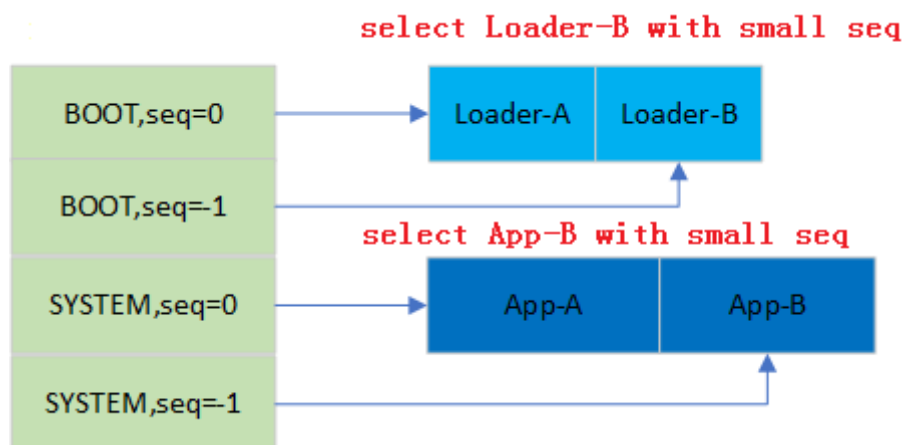 select Loader-B with small seq
BOOT,seq=0
Loader-A
Loader-B
BOOT,seq=-1
select App-B with small seq
SYSTEM,seq=0
App-A
App-B
SYSTEM,seq=-1